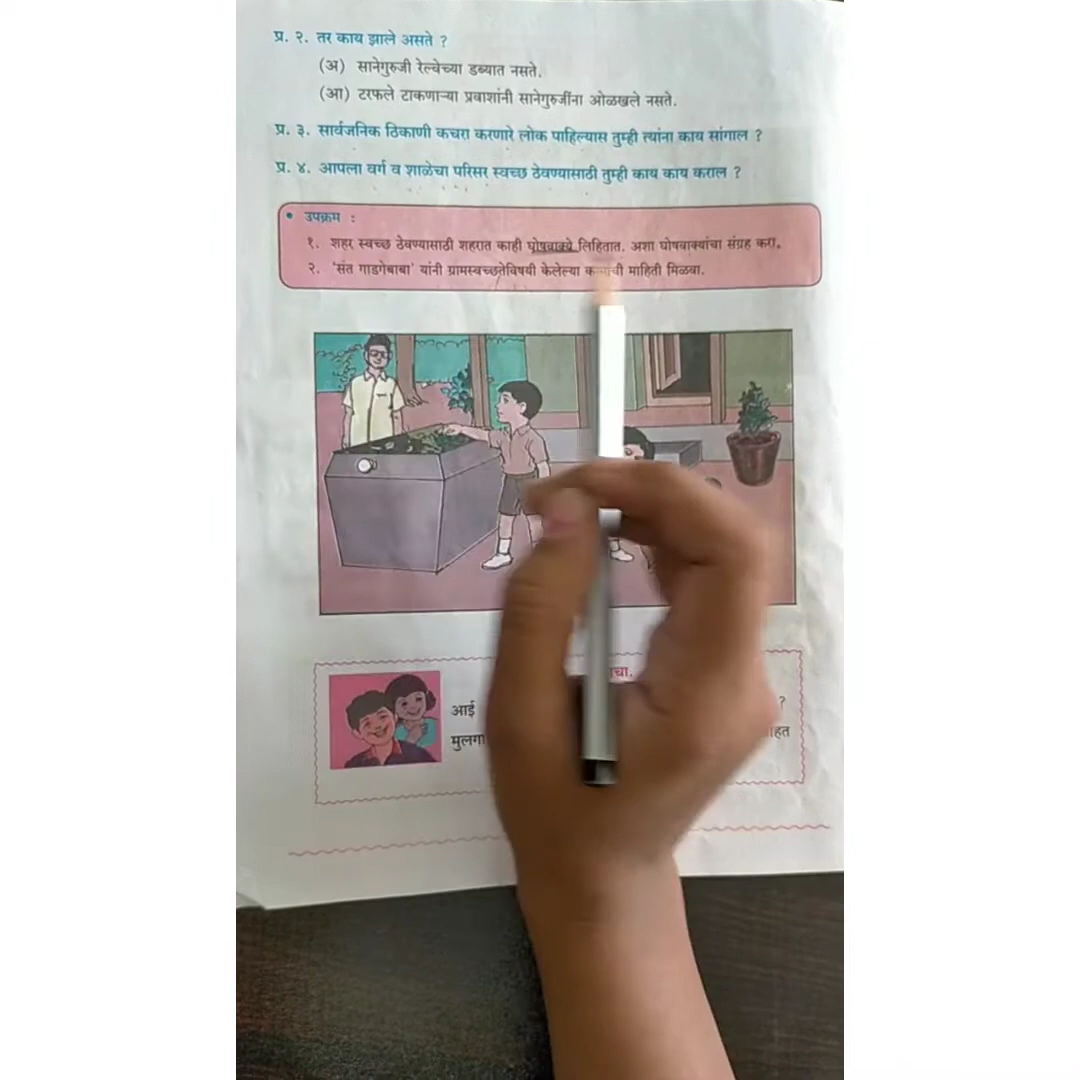 प्र. २. तर काय झाले असते ?
(अ) सानेगुरुजी रेल्वेच्या डब्यात नसते.
(आ) टरफले टाकणाऱ्या प्रवाशांनी सानेगुरुजींना ओळखले नसते.
प्र. ३. सार्वजनिक ठिकाणी कचरा करणारे लोक पाहिल्यास तुम्ही त्यांना काय सांगाल ?
प्र. ४. आपला वर्ग व शाळेचा परिसर स्वच्छ ठेवण्यासाठी तुम्ही काय काय कराल ?
• उपक्रम :
१. शहर स्वच्छ ठेवण्यासाठी शहरात काही घोषवाक्ये लिहितात. अशा घोषवाक्यांचा संग्रह करा.
२. 'संत गाडगेबाबा' यांनी ग्रामस्वच्छतेविषयी केलेल्या माहिती मिळवा.
आई ?
मुलगा